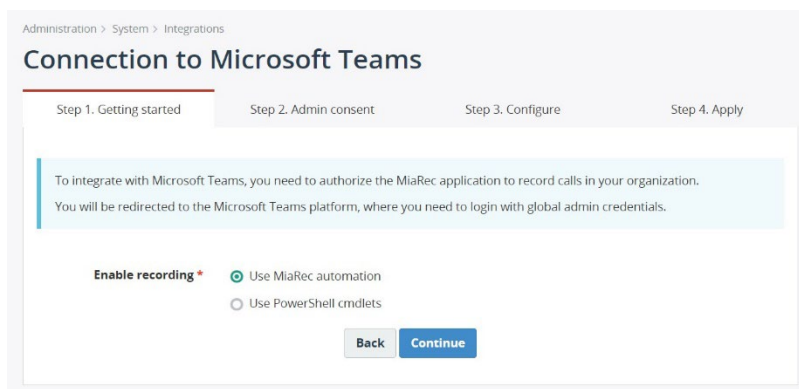 Administration > System > Integrations
Connection to Microsoft Teams
Step 1. Getting started Step 2. Admin consent Step 3. Configure Step 4. Apply
To integrate with Microsoft Teams, you need to authorize the MiaRec application to record calls in your organization.
You will be redirected to the Microsoft Teams platform, where you need to login with global admin credentials.
Enable recording * Use MiaRec automation
Use PowerShell cmdlets
Back Continue